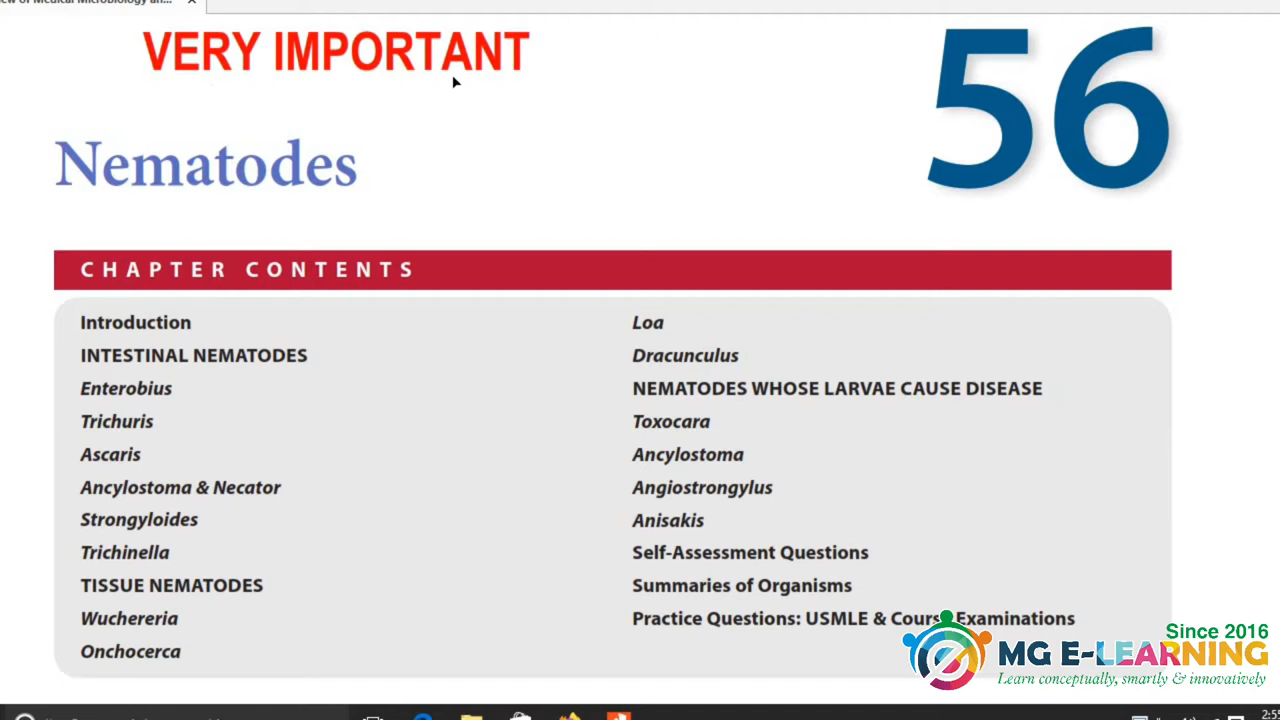 VERY IMPORTANT
56
Nematodes
CHAPTER CONTENTS
Introduction
INTESTINAL NEMATODES
Enterobius
Trichuris
Ascaris
Ancylostoma & Necator
Strongyloides
Trichinella
TISSUE NEMATODES
Wuchereria
Onchocerca
Loa
Dracunculus
NEMATODES WHOSE LARVAE CAUSE DISEASE
Toxocara
Ancylostoma
Angiostrongylus
Anisakis
Self-Assessment Questions
Summaries of Organisms
Practice Questions: USMLE & Course Examinations
Since 2016
MG E-LEARNING
Learn conceptually, smartly & innovatively